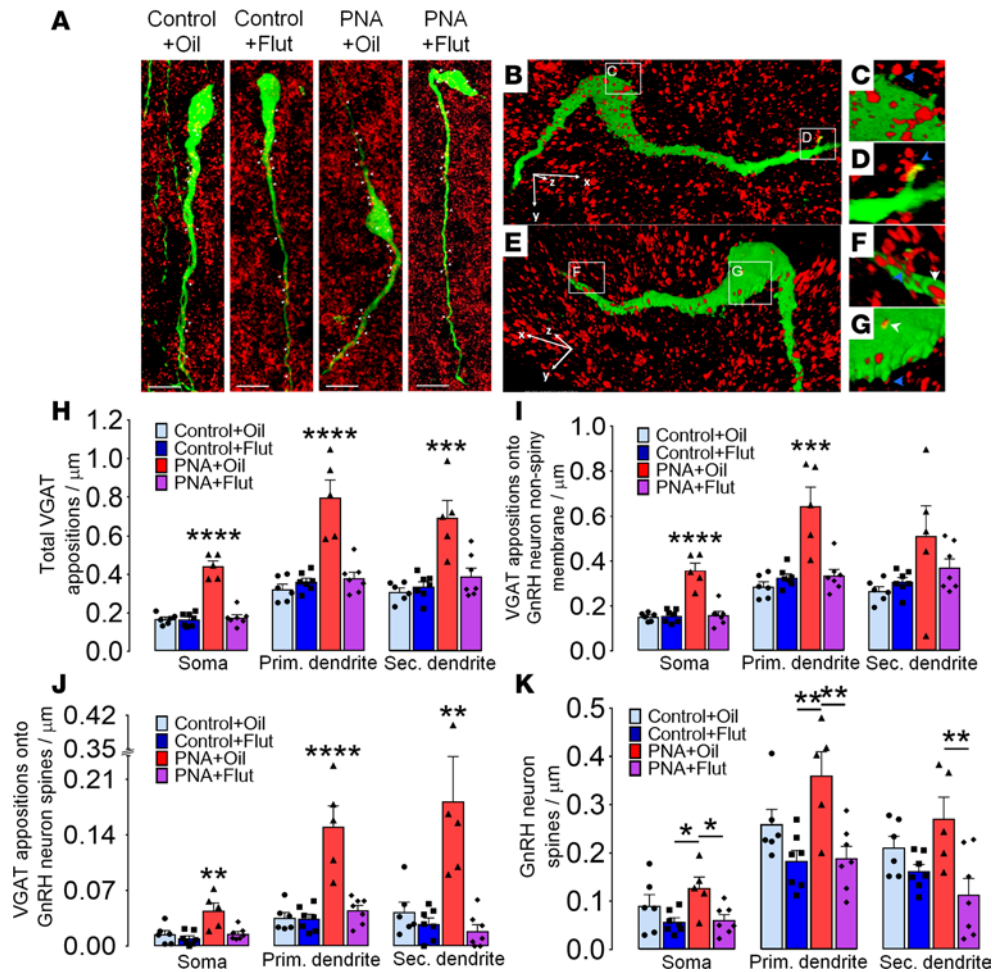 A
Control
+Oil
Control
+Flut
PNA
+Oil
PNA
+Flut
B
C
D
x
z
y
C
D
E
F
G
x
z
y
F
G
H
Total VGAT
appositions / μm
1.2
1.0
0.8
0.6
0.4
0.2
0.0
Control+Oil
Control+Flut
PNA+Oil
PNA+Flut
****
****
***
Soma
Prim. dendrite
Sec. dendrite
I
VGAT appositions onto
GnRH neuron non-spiny
membrane / μm
1.0
0.8
0.6
0.4
0.2
0.0
Control+Oil
Control+Flut
PNA+Oil
PNA+Flut
****
***
Soma
Prim. dendrite
Sec. dendrite
J
VGAT appositions onto
GnRH neuron spines / μm
0.42
0.35
0.21
0.14
0.07
0.00
Control+Oil
Control+Flut
PNA+Oil
PNA+Flut
**
****
**
Soma
Prim. dendrite
Sec. dendrite
K
GnRH neuron
spines / μm
0.5
0.4
0.3
0.2
0.1
0.0
Control+Oil
Control+Flut
PNA+Oil
PNA+Flut
*
*
**
**
**
Soma
Prim. dendrite
Sec. dendrite